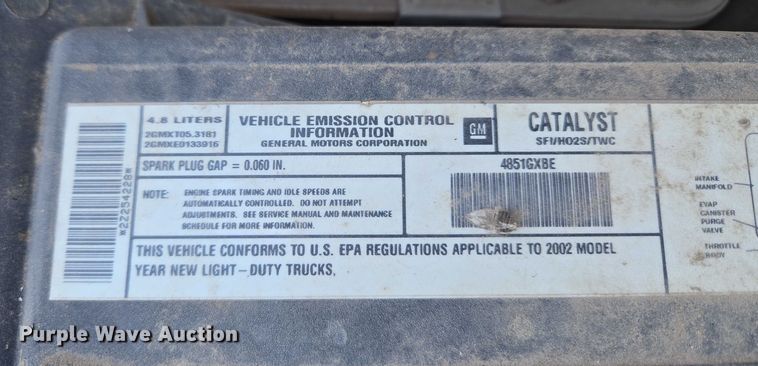 W2Z254228W
4.8 LITERS
2GMXT05.3181
2GMXE0133916
VEHICLE EMISSION CONTROL
INFORMATION
GENERAL MOTORS CORPORATION
GM
CATALYST
SFI/HO2S/TWC
SPARK PLUG GAP = 0.060 IN.
4851GXBE
NOTE: ENGINE SPARK TIMING AND IDLE SPEEDS ARE
AUTOMATICALLY CONTROLLED. DO NOT ATTEMPT
ADJUSTMENTS. SEE SERVICE MANUAL AND MAINTENANCE
SCHEDULE FOR MORE INFORMATION.
THIS VEHICLE CONFORMS TO U.S. EPA REGULATIONS APPLICABLE TO 2002 MODEL
YEAR NEW LIGHT-DUTY TRUCKS.
INTAKE
MANIFOLD
EVAP
CANISTER
PURGE
VALVE
THROTTLE
BODY
Purple Wave Auction